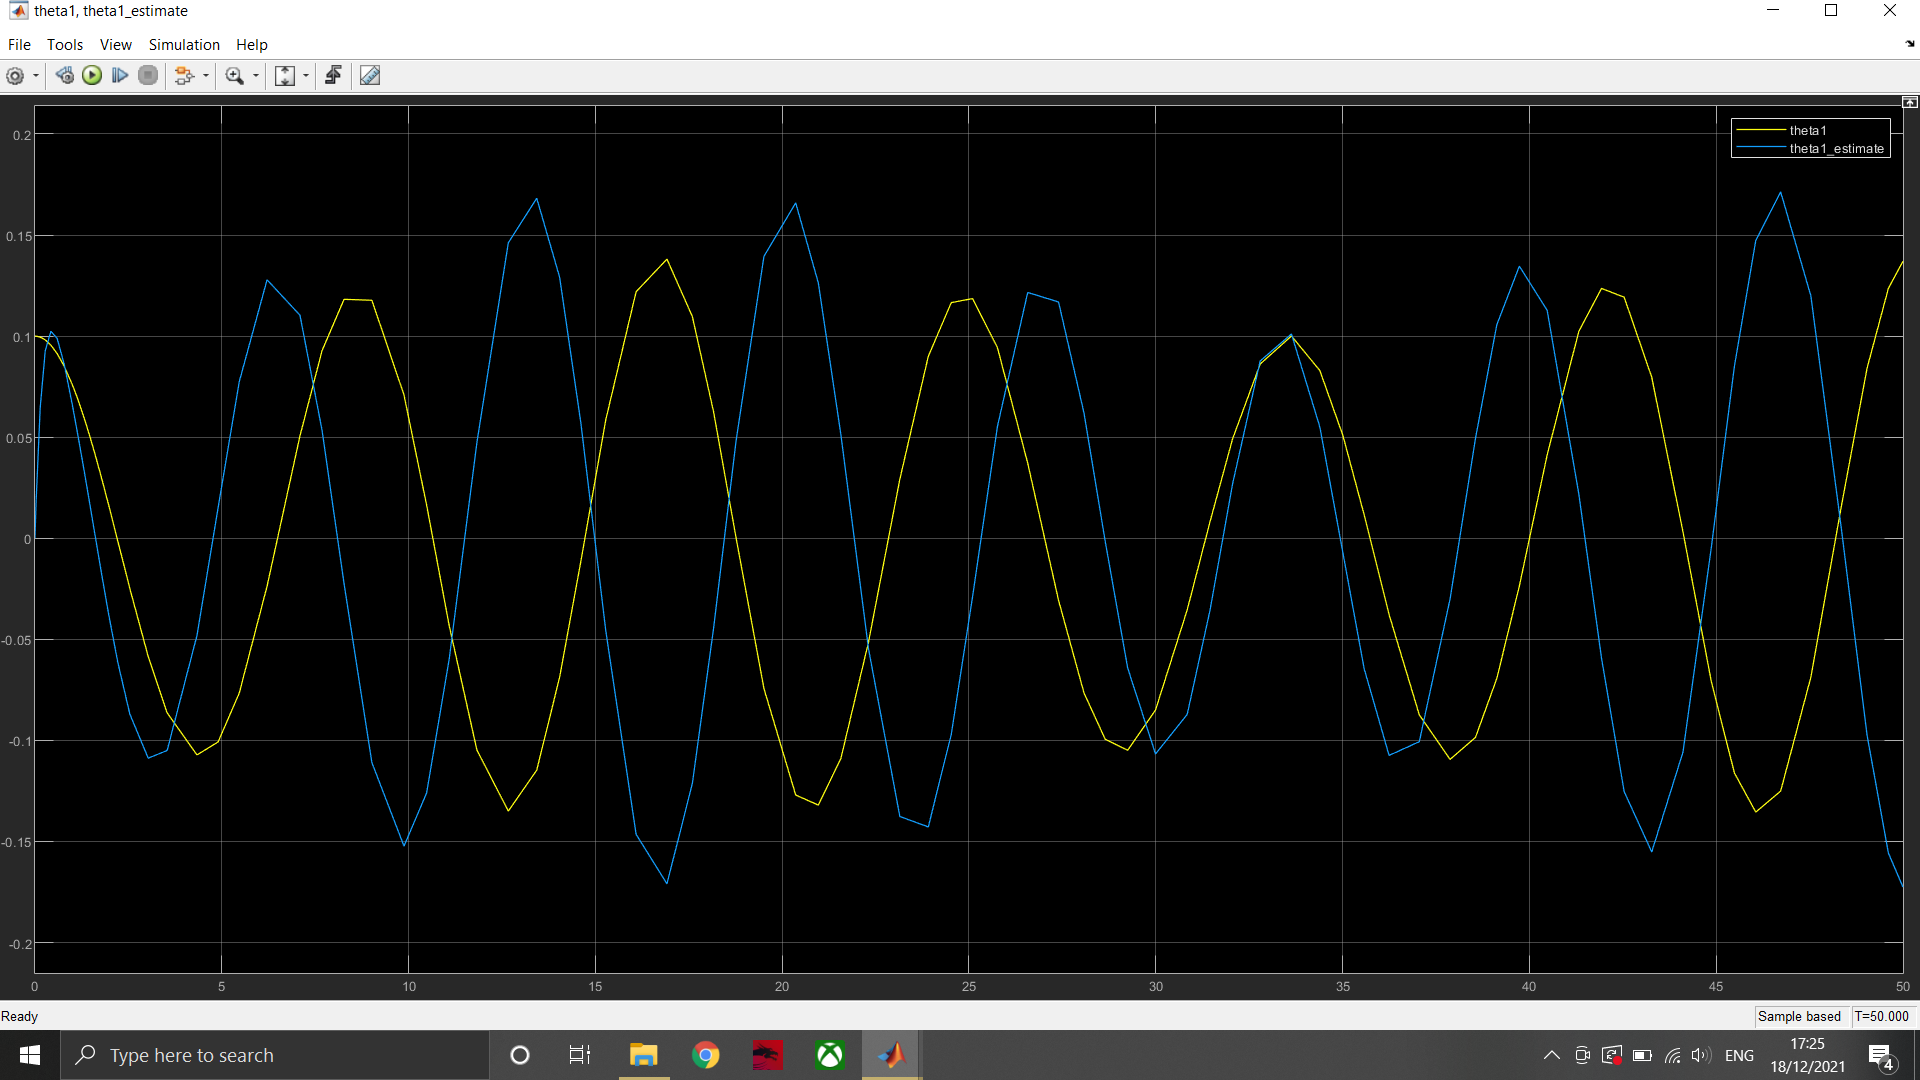 theta1, theta1_estimate
File Tools View Simulation Help
theta1
theta1_estimate
0.2
0.15
0.1
0.05
0
-0.05
-0.1
-0.15
-0.2
0 5 10 15 20 25 30 35 40 45 50
Ready
Sample based T=50.000
Type here to search
ENG
17:25
18/12/2021
4